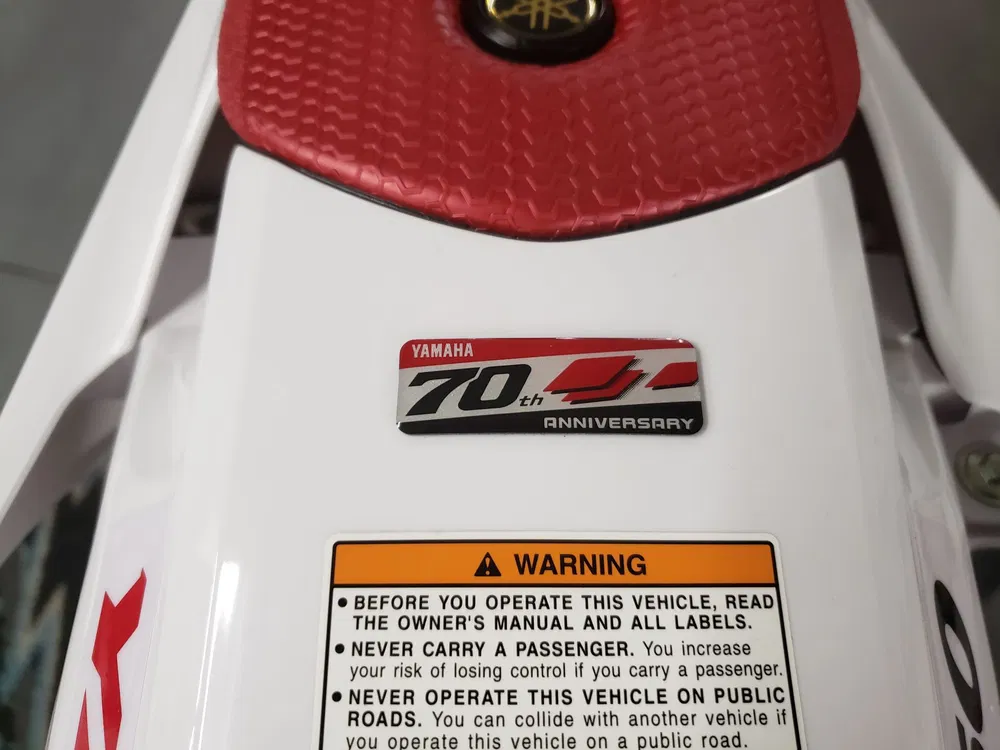 YAMAHA
70th
ANNIVERSARY
WARNING
• BEFORE YOU OPERATE THIS VEHICLE, READ
THE OWNER'S MANUAL AND ALL LABELS.
• NEVER CARRY A PASSENGER. You increase
your risk of losing control if you carry a passenger.
• NEVER OPERATE THIS VEHICLE ON PUBLIC
ROADS. You can collide with another vehicle if
you operate this vehicle on a public road.